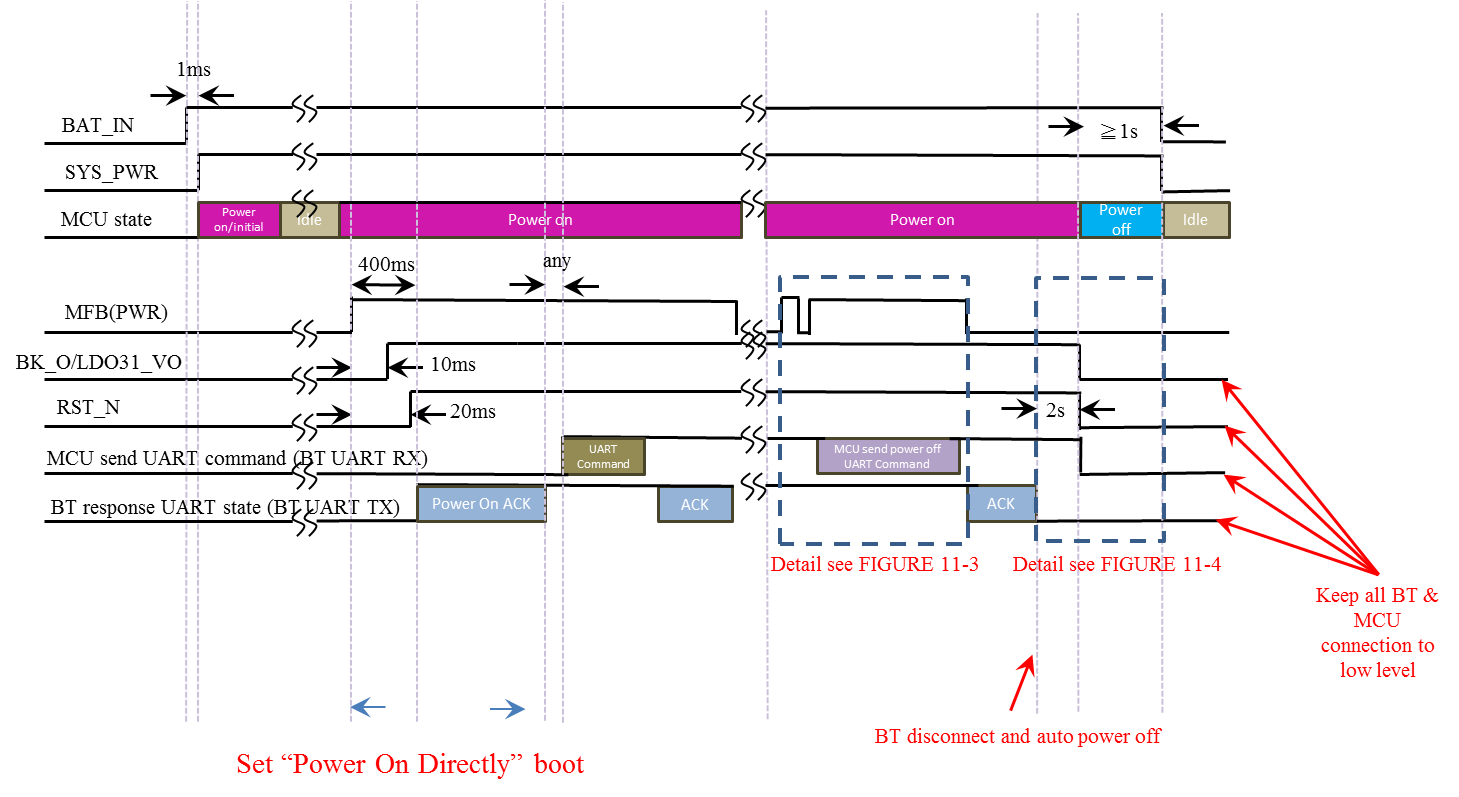 1ms
BAT_IN
≧1s
SYS_PWR
MCU state
Power
on/initial
Idle
Power on
Power on
Power
off
Idle
400ms
any
MFB(PWR)
BK_O/LDO31_VO
10ms
RST_N
20ms
2s
MCU send UART command (BT UART RX)
UART
Command
MCU send power off
UART Command
BT response UART state (BT UART TX)
Power On ACK
ACK
ACK
Detail see FIGURE 11-3
Detail see FIGURE 11-4
Keep all BT &
MCU
connection to
low level
BT disconnect and auto power off
Set “Power On Directly” boot